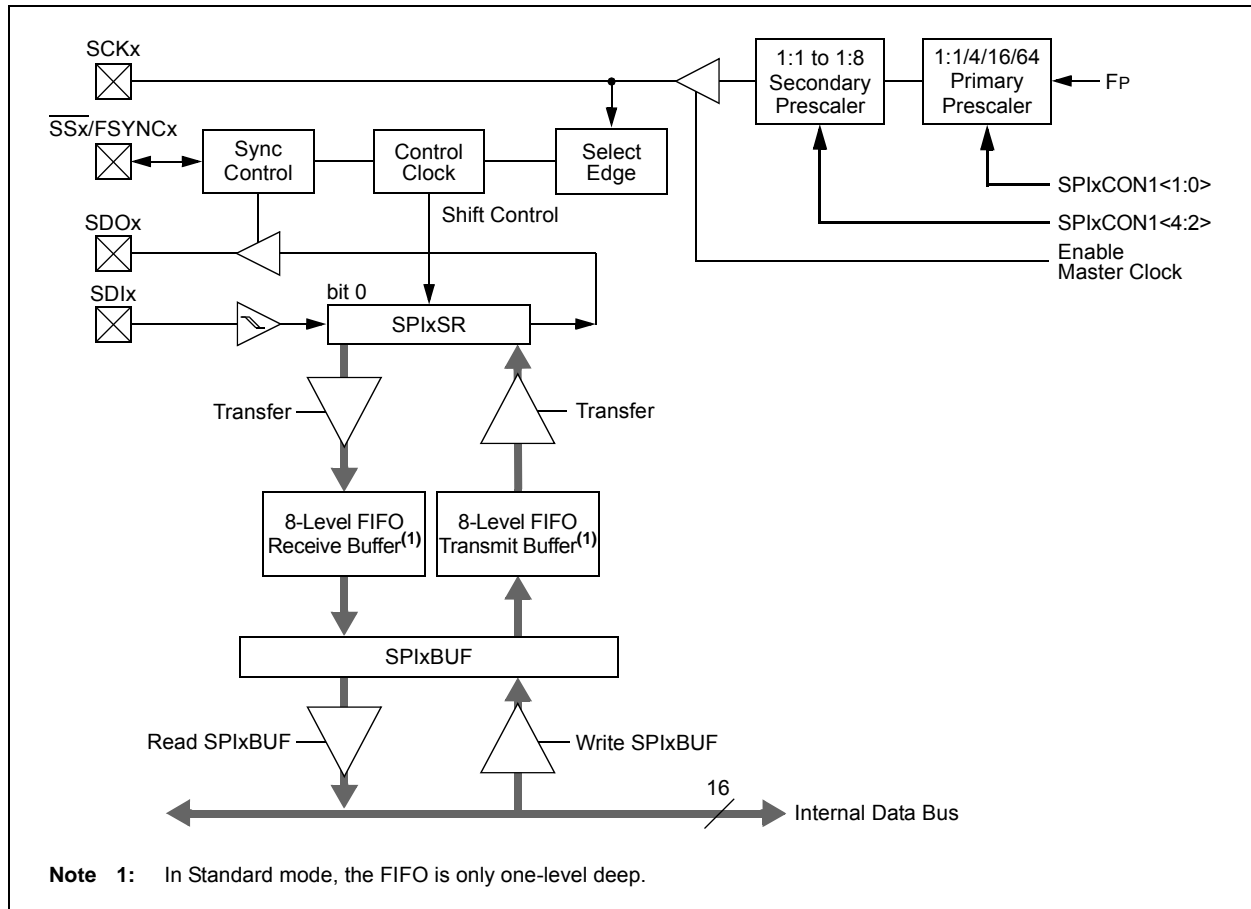 SCKx
SSx/FSYNCx
SDOx
SDIx
1:1 to 1:8
Secondary
Prescaler
1:1/4/16/64
Primary
Prescaler
FP
Sync
Control
Control
Clock
Select
Edge
SPIxCON1<1:0>
SPIxCON1<4:2>
Enable
Master Clock
Shift Control
bit 0
SPIxSR
Transfer
Transfer
8-Level FIFO
Receive Buffer(1)
8-Level FIFO
Transmit Buffer(1)
SPIxBUF
Read SPIxBUF
Write SPIxBUF
16
Internal Data Bus
Note 1: In Standard mode, the FIFO is only one-level deep.